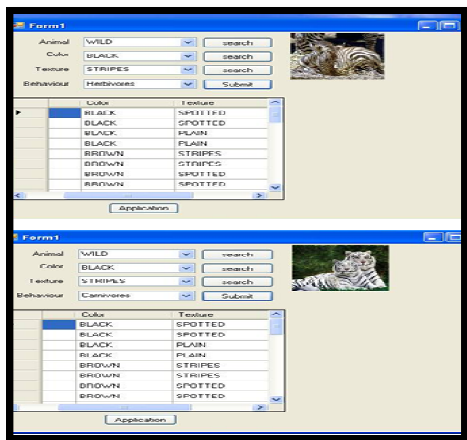 Form1
Animal WILD search
Color BLACK search
Texture STRIPES search
Behaviour Herbivores Submit
Color Texture
BLACK SPOTTED
BLACK SPOTTED
BLACK PLAIN
BLACK PLAIN
BROWN STRIPES
BROWN STRIPES
BROWN SPOTTED
BROWN SPOTTED
Application
Form1
Animal WILD search
Color BLACK search
Texture STRIPES search
Behaviour Carnivores Submit
Color Texture
BLACK SPOTTED
BLACK SPOTTED
BLACK PLAIN
BLACK PLAIN
BROWN STRIPES
BROWN STRIPES
BROWN SPOTTED
BROWN SPOTTED
Application